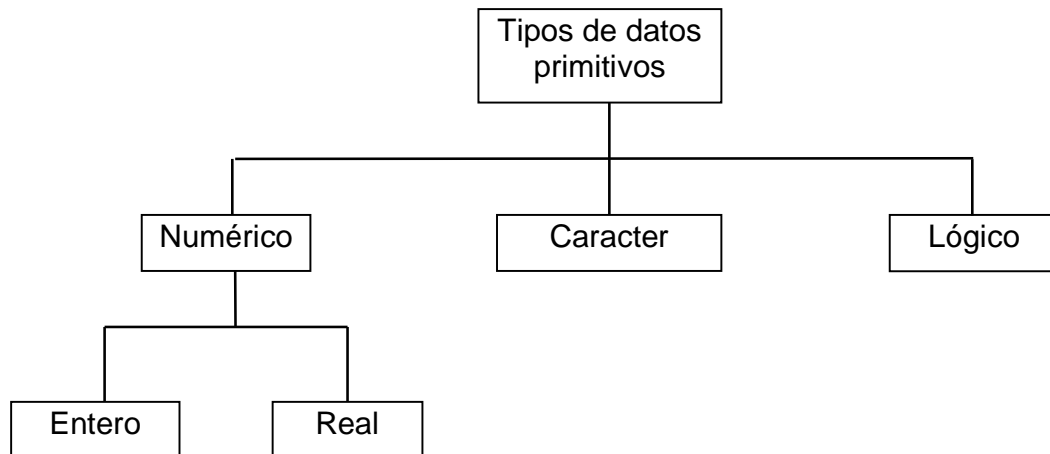 Tipos de datos
primitivos
Numérico
Caracter
Lógico
Entero
Real